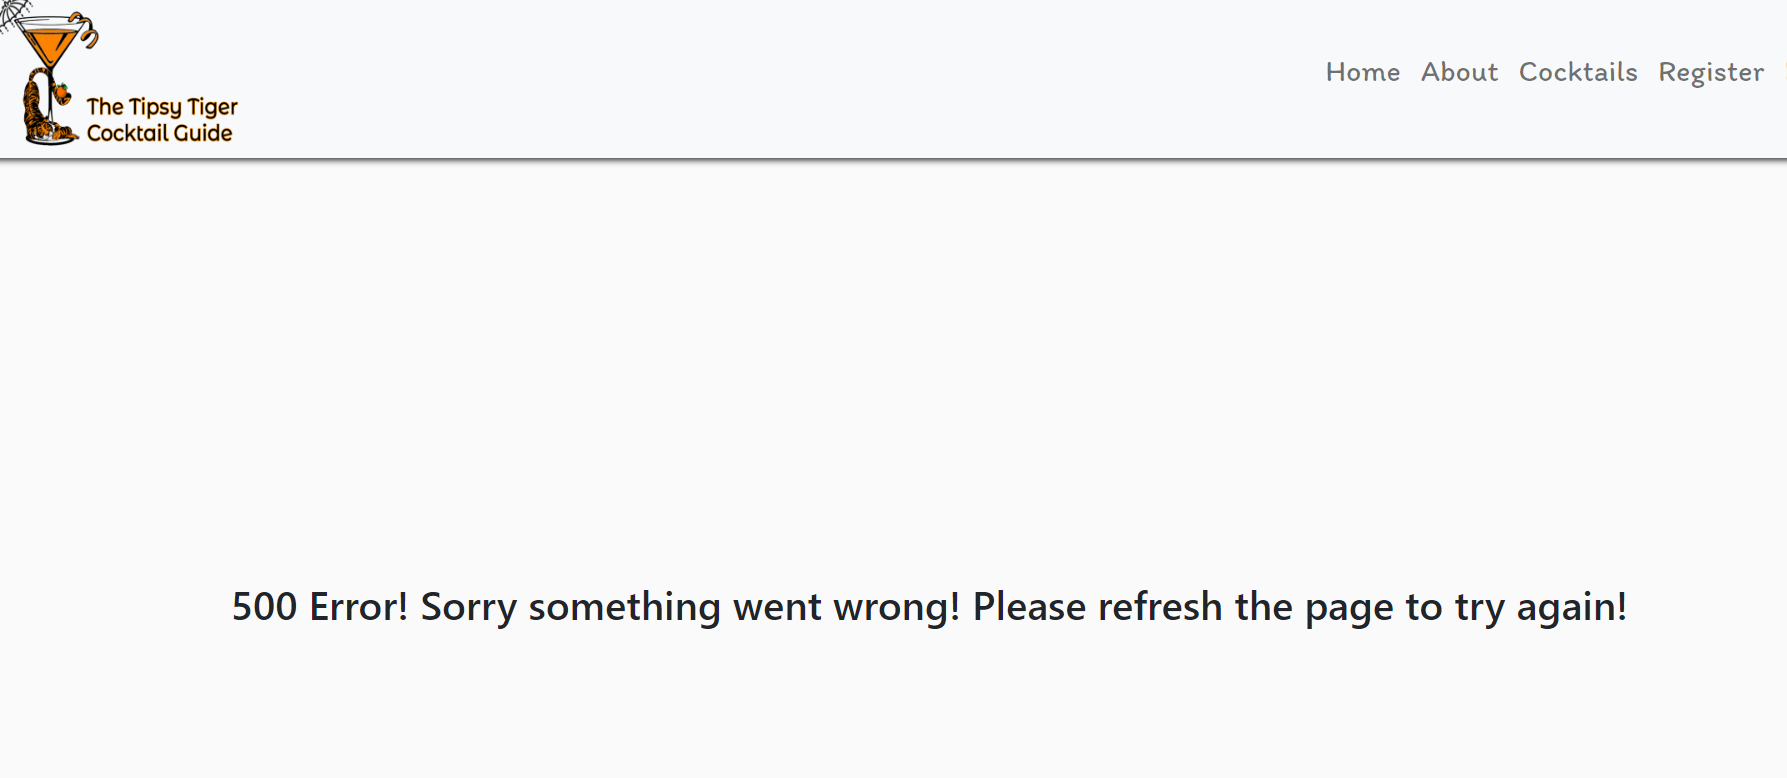 Home About Cocktails Register
The Tipsy Tiger
Cocktail Guide
500 Error! Sorry something went wrong! Please refresh the page to try again!